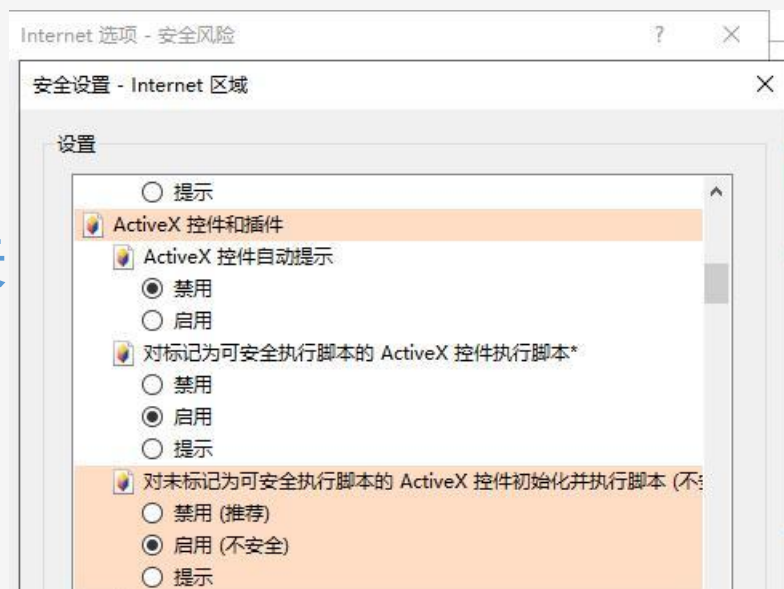 Internet 选项 - 安全风险
?
安全设置 - Internet 区域
设置
提示
ActiveX 控件和插件
ActiveX 控件自动提示
禁用
启用
对标记为可安全执行脚本的 ActiveX 控件执行脚本*
禁用
启用
提示
对未标记为可安全执行脚本的 ActiveX 控件初始化并执行脚本 (不
禁用 (推荐)
启用 (不安全)
提示